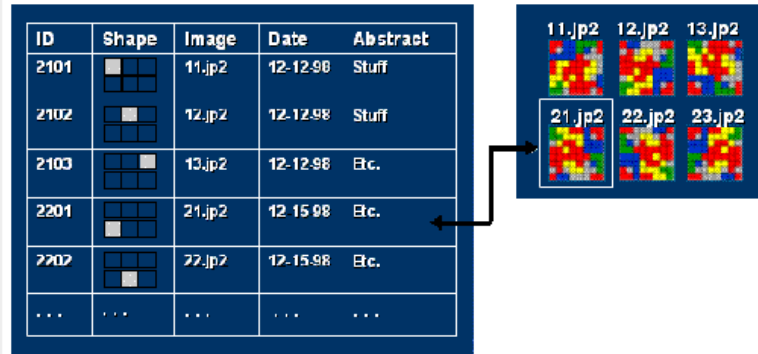 ID Shape Image Date Abstract
2101 11.jp2 12-12-98 Stuff
2102 12.jp2 12-12-98 Stuff
2103 13.jp2 12-12-98 Etc.
2201 21.jp2 12-15-98 Etc.
2202 22.jp2 12-15-98 Etc.
... ... ... ... ...
11.jp2 12.jp2 13.jp2
21.jp2 22.jp2 23.jp2